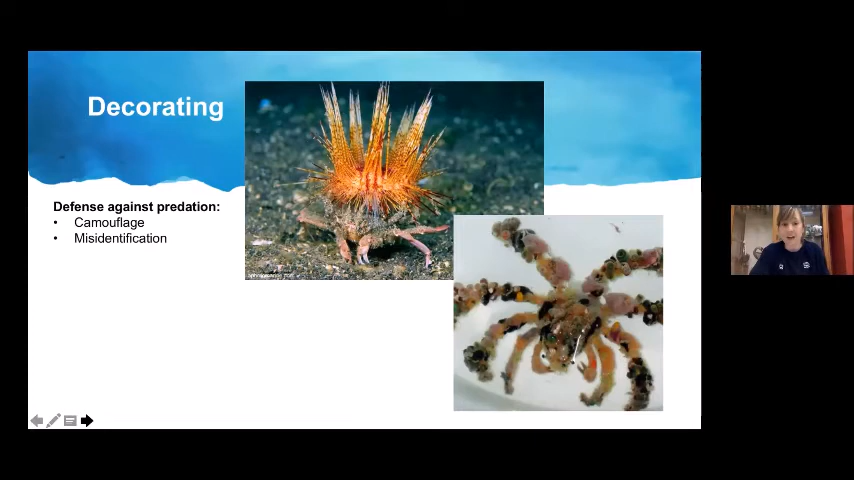 Decorating
Defense against predation:
• Camouflage
• Misidentification